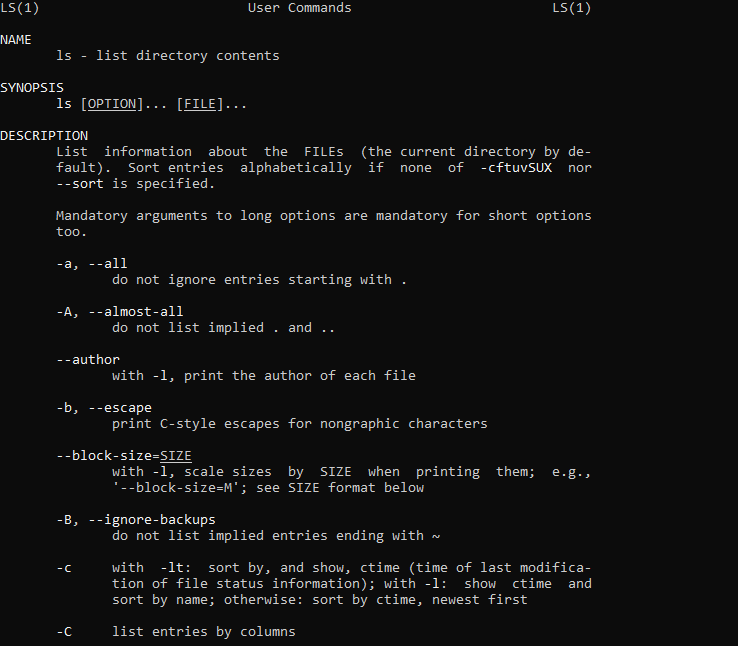 LS(1)                          User Commands                         LS(1)
NAME
       ls - list directory contents
SYNOPSIS
       ls [OPTION]... [FILE]...
DESCRIPTION
       List  information  about  the  FILEs  (the current directory by de-
       fault).  Sort entries  alphabetically  if  none  of  -cftuvSUX  nor
       --sort is specified.
       Mandatory arguments to long options are mandatory for short options
       too.
       -a, --all
              do not ignore entries starting with .
       -A, --almost-all
              do not list implied . and ..
       --author
              with -l, print the author of each file
       -b, --escape
              print C-style escapes for nongraphic characters
       --block-size=SIZE
              with -l, scale sizes  by  SIZE  when  printing  them;  e.g.,
              '--block-size=M'; see SIZE format below
       -B, --ignore-backups
              do not list implied entries ending with ~
       -c     with  -lt:  sort by, and show, ctime (time of last modifica-
              tion of file status information); with -l:  show  ctime  and
              sort by name; otherwise: sort by ctime, newest first
       -C     list entries by columns